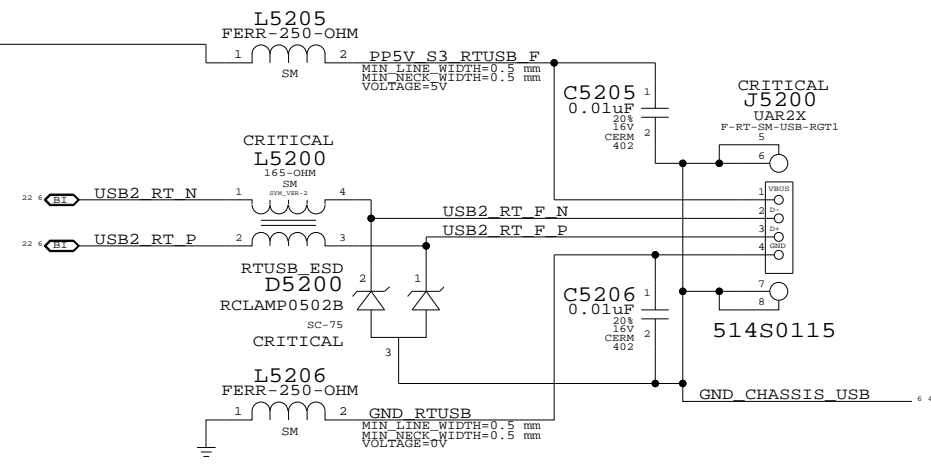 L5205
FERR-250-OHM
1 2
SM
PP5V_S3_RTUSB_F
MIN_LINE_WIDTH=0.5 mm
MIN_NECK_WIDTH=0.5 mm
VOLTAGE=5V
C5205
0.01uF
20%
16V
CERM
402
1
2
CRITICAL
J5200
UAR2X
F-RT-SM-USB-RGT1
5
6
CRITICAL
L5200
165-OHM
SM
SYM_VER-2
1 4
2 3
22 6 BI USB2_RT_N
22 6 BI USB2_RT_P
USB2_RT_F_N
USB2_RT_F_P
1 VBUS
2 D-
3 D+
4 GND
RTUSB_ESD
D5200
RCLAMP0502B
SC-75
CRITICAL
2 1
3
C5206
0.01uF
20%
16V
CERM
402
1
2
7
8
514S0115
L5206
FERR-250-OHM
1 2
SM
GND_RTUSB
MIN_LINE_WIDTH=0.5 mm
MIN_NECK_WIDTH=0.5 mm
VOLTAGE=0V
GND_CHASSIS_USB
6 4